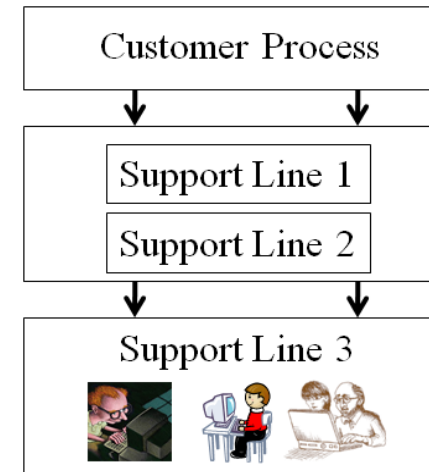 Customer Process
Support Line 1
Support Line 2
Support Line 3